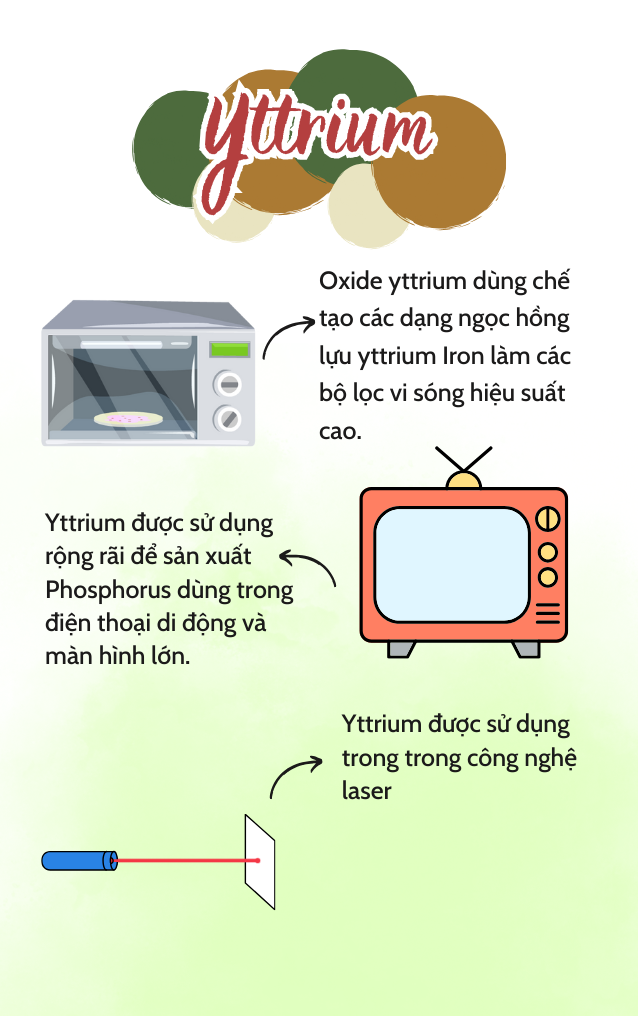 Yttrium
Oxide yttrium dùng chế
tạo các dạng ngọc hồng
lựu yttrium Iron làm các
bộ lọc vi sóng hiệu suất
cao.
Yttrium được sử dụng
rộng rãi để sản xuất
Phosphorus dùng trong
điện thoại di động và
màn hình lớn.
Yttrium được sử dụng
trong trong công nghệ
laser